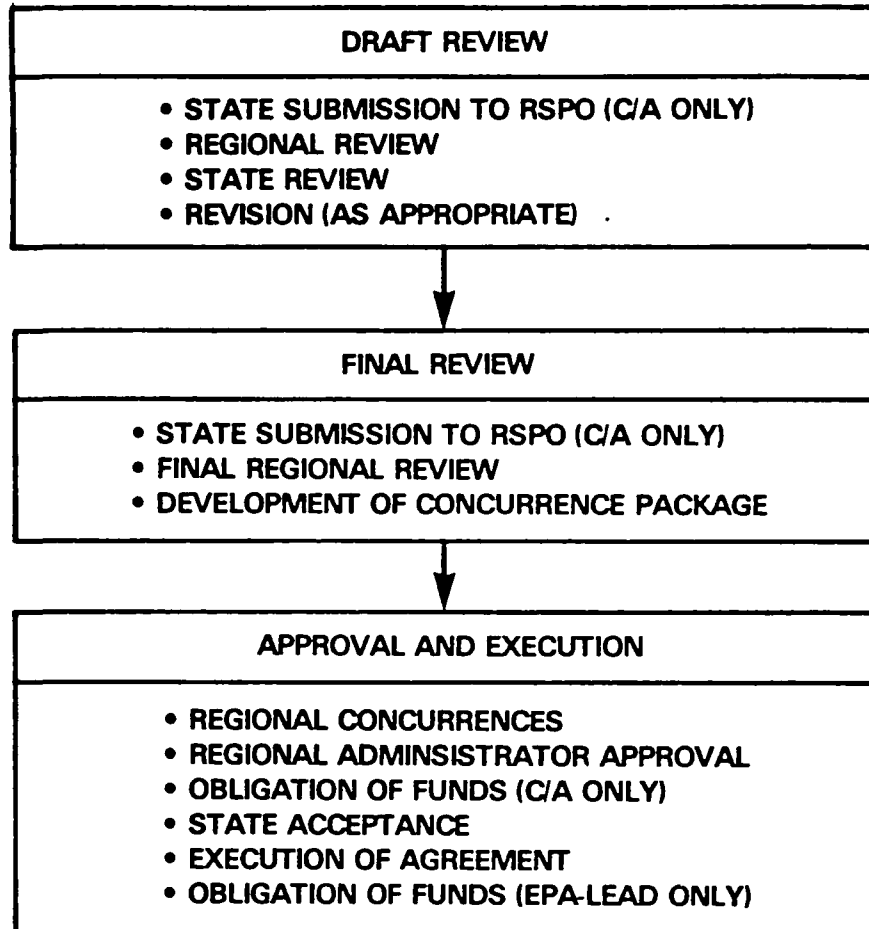 DRAFT REVIEW
• STATE SUBMISSION TO RSPO (C/A ONLY)
• REGIONAL REVIEW
• STATE REVIEW
• REVISION (AS APPROPRIATE)
FINAL REVIEW
• STATE SUBMISSION TO RSPO (C/A ONLY)
• FINAL REGIONAL REVIEW
• DEVELOPMENT OF CONCURRENCE PACKAGE
APPROVAL AND EXECUTION
• REGIONAL CONCURRENCES
• REGIONAL ADMINSISTRATOR APPROVAL
• OBLIGATION OF FUNDS (C/A ONLY)
• STATE ACCEPTANCE
• EXECUTION OF AGREEMENT
• OBLIGATION OF FUNDS (EPA-LEAD ONLY)